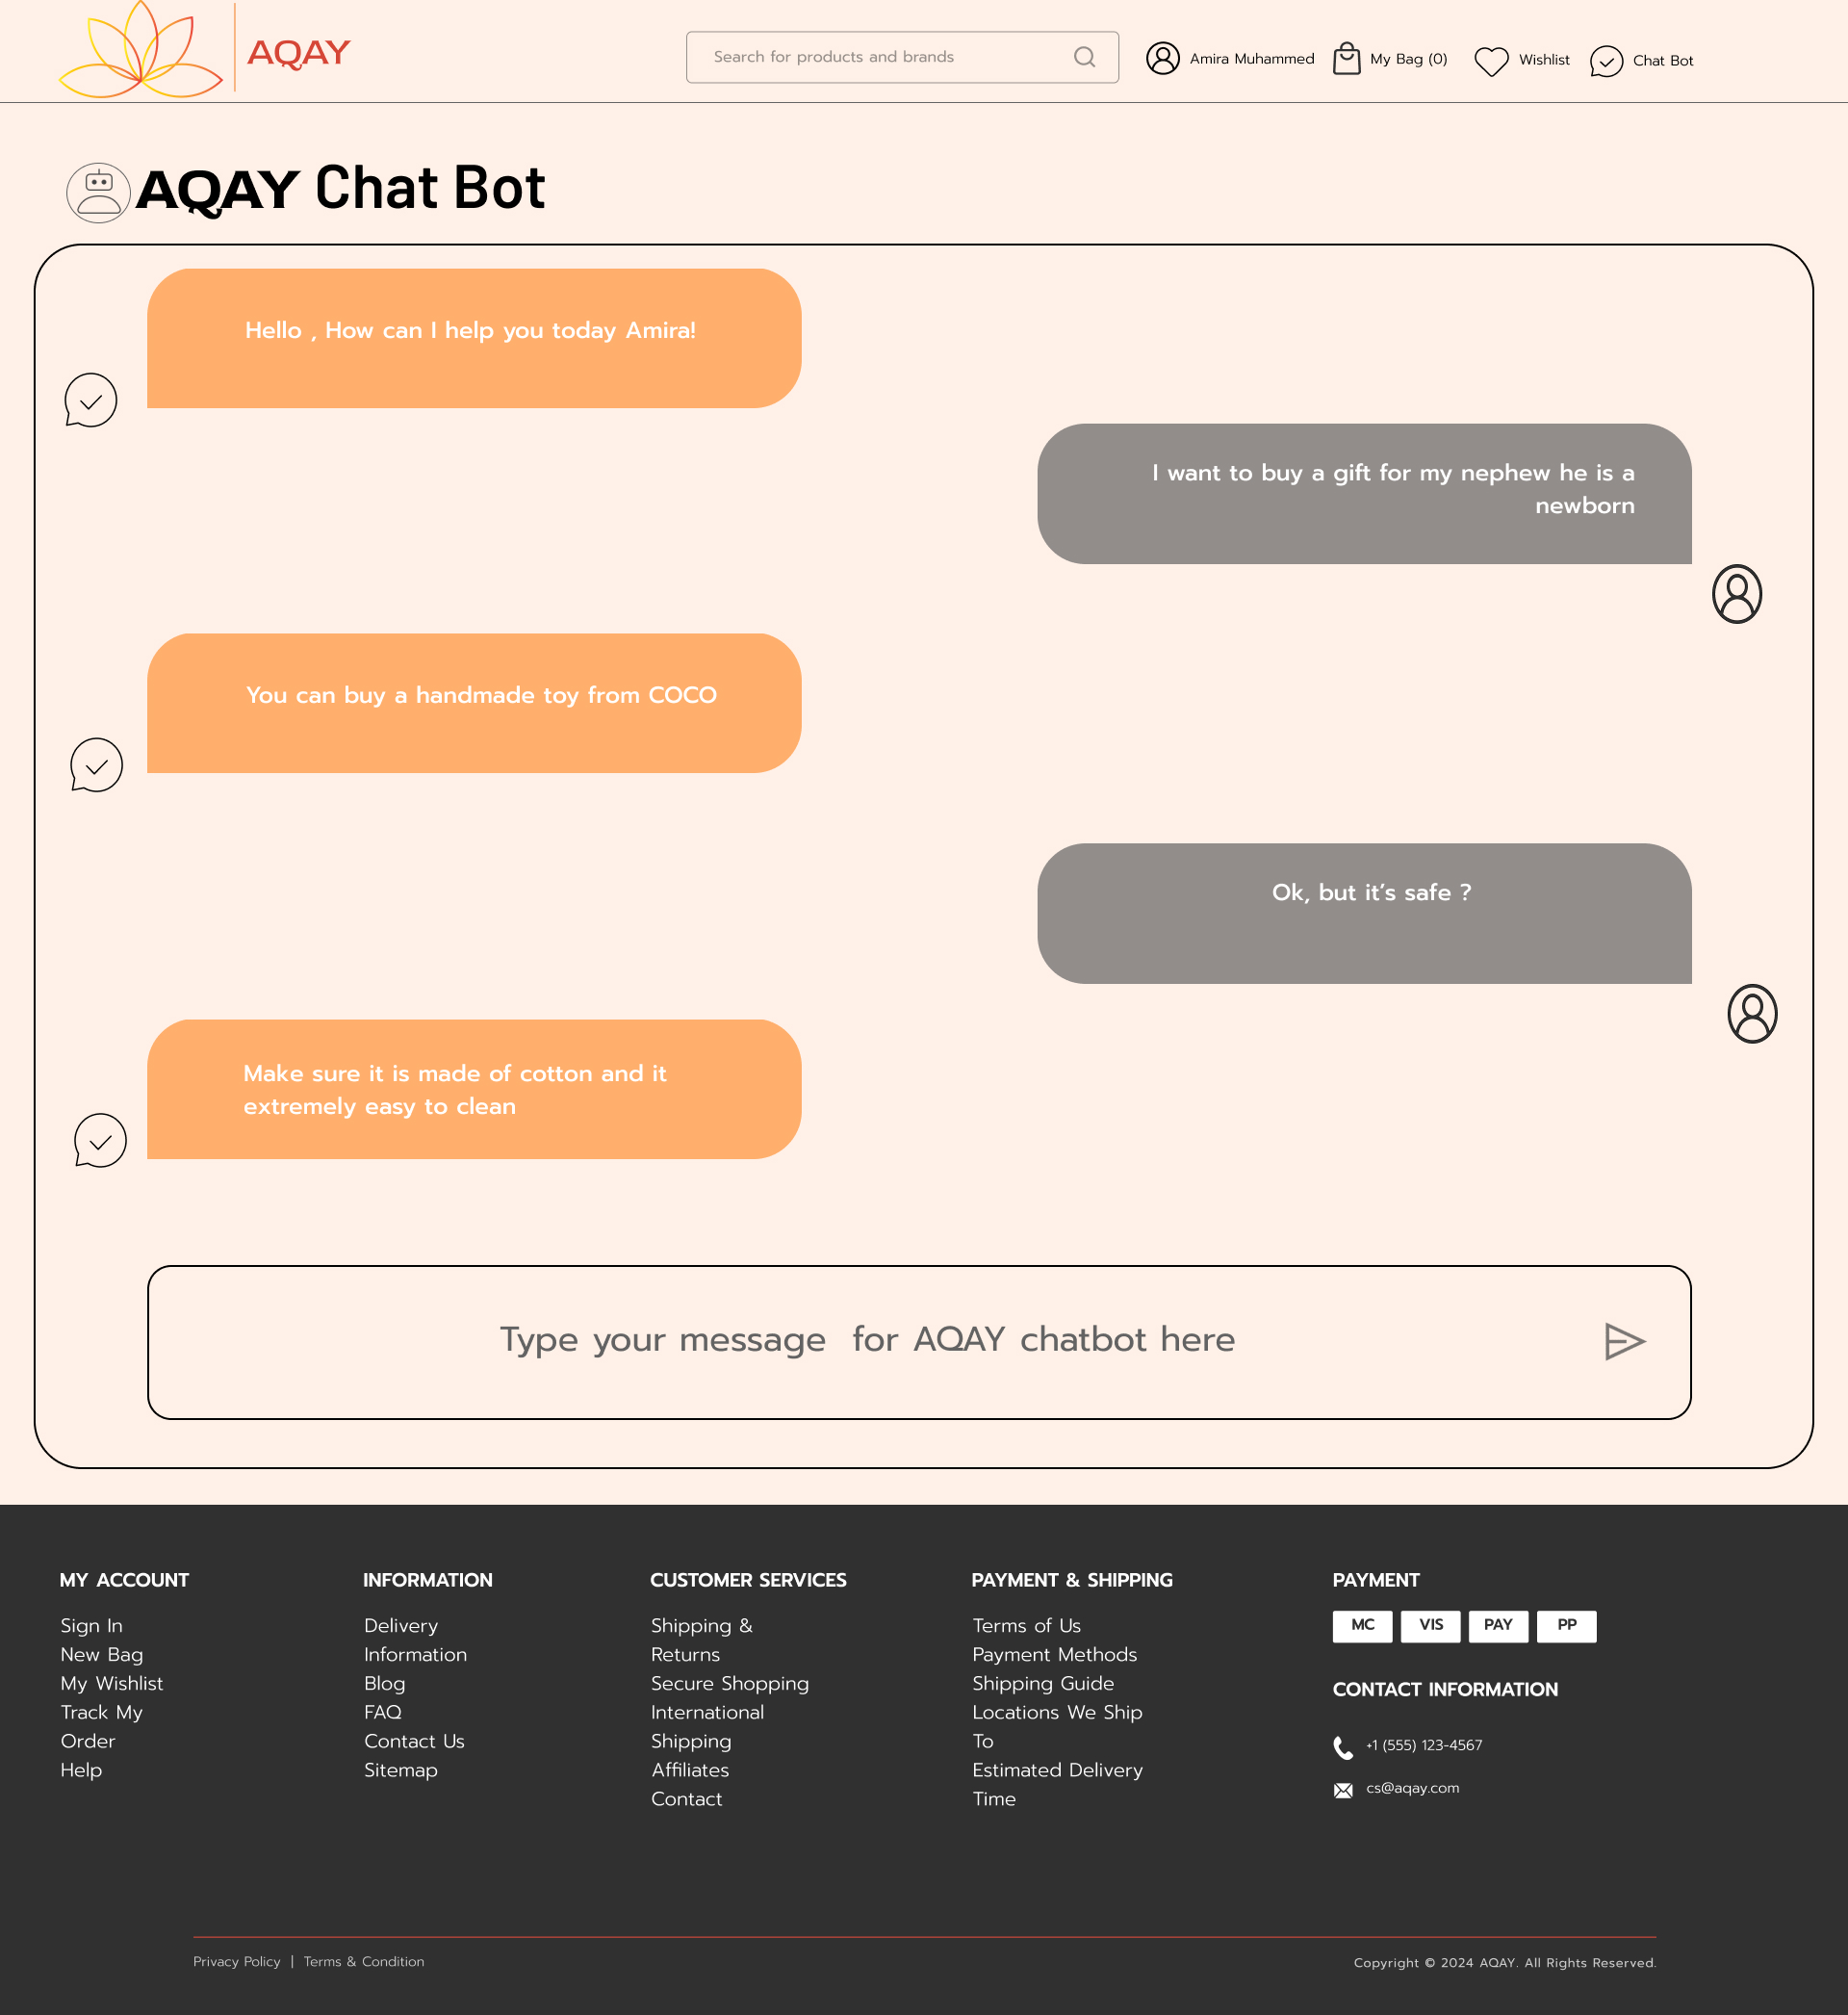 AQAY
Search for products and brands
Amira Muhammed
My Bag (0)
Wishlist
Chat Bot
AQAY Chat Bot
Hello , How can I help you today Amira!
I want to buy a gift for my nephew he is a
newborn
You can buy a handmade toy from COCO
Ok, but it’s safe ?
Make sure it is made of cotton and it
extremely easy to clean
Type your message  for AQAY chatbot here
MY ACCOUNT
Sign In
New Bag
My Wishlist
Track My
Order
Help
INFORMATION
Delivery
Information
Blog
FAQ
Contact Us
Sitemap
CUSTOMER SERVICES
Shipping &
Returns
Secure Shopping
International
Shipping
Affiliates
Contact
PAYMENT & SHIPPING
Terms of Us
Payment Methods
Shipping Guide
Locations We Ship
To
Estimated Delivery
Time
PAYMENT
MC VIS PAY PP
CONTACT INFORMATION
+1 (555) 123-4567
cs@aqay.com
Privacy Policy | Terms & Condition
Copyright © 2024 AQAY. All Rights Reserved.